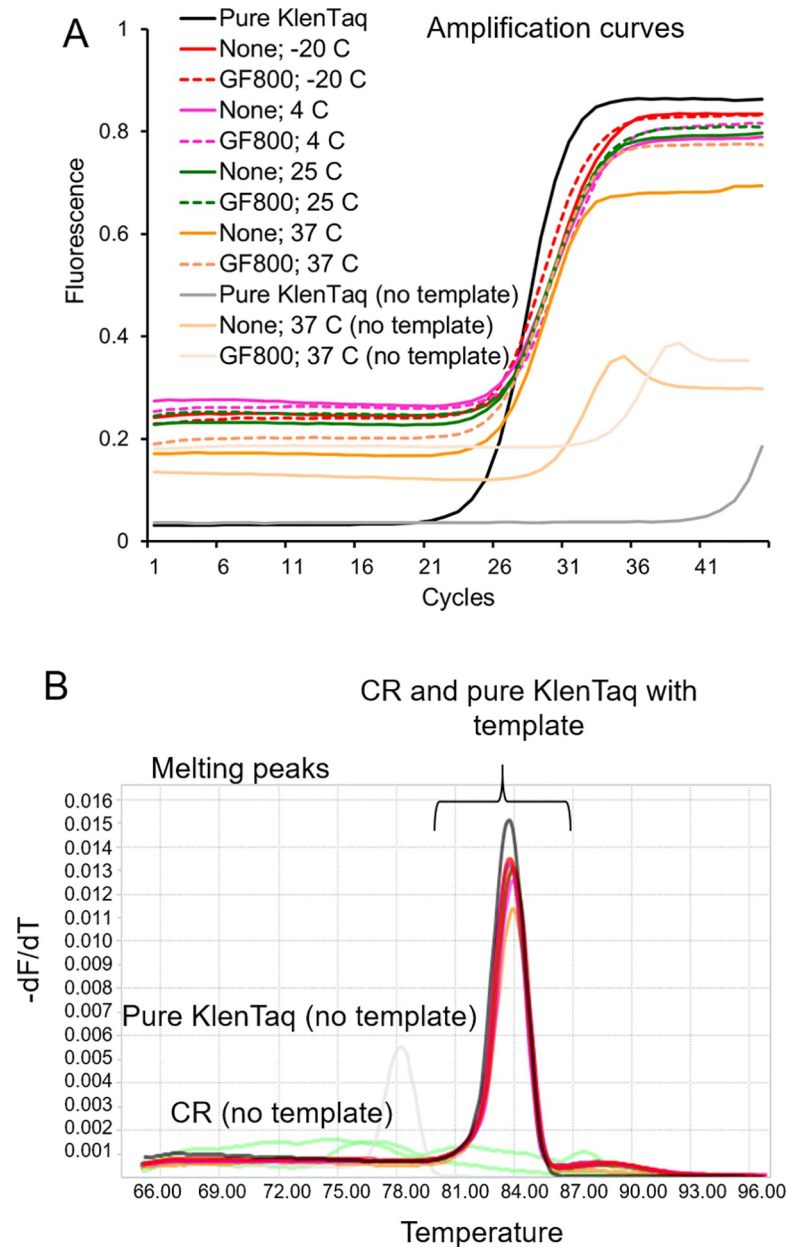 A
Amplification curves
Pure KlenTaq
None; -20 C
GF800; -20 C
None; 4 C
GF800; 4 C
None; 25 C
GF800; 25 C
None; 37 C
GF800; 37 C
Pure KlenTaq (no template)
None; 37 C (no template)
GF800; 37 C (no template)
Fluorescence
1
0.8
0.6
0.4
0.2
0
1 6 11 16 21 26 31 36 41
Cycles
B
CR and pure KlenTaq with
template
Melting peaks
-dF/dT
0.016
0.015
0.014
0.013
0.012
0.011
0.010
0.009
0.008
0.007
0.006
0.005
0.004
0.003
0.002
0.001
Pure KlenTaq (no template)
CR (no template)
66.00 69.00 72.00 75.00 78.00 81.00 84.00 87.00 90.00 93.00 96.00
Temperature